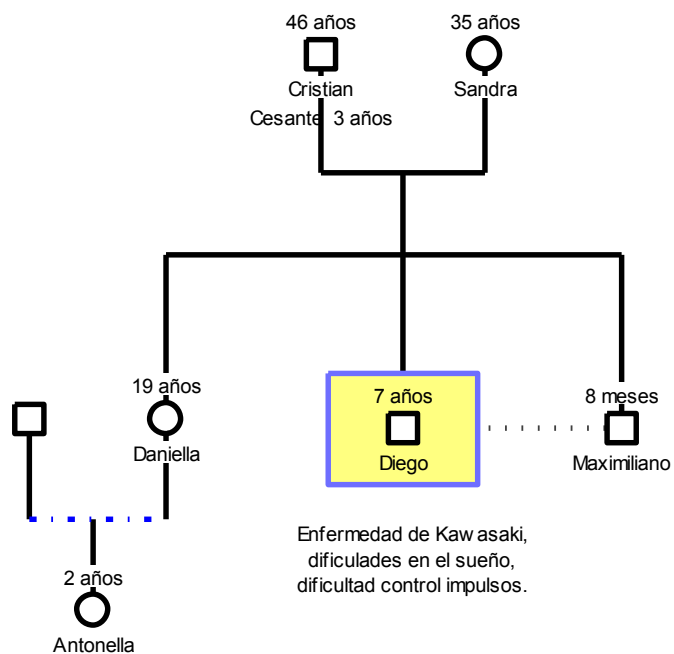 46 años
35 años
Cristian
Sandra
Cesante 3 años
19 años
7 años
8 meses
Daniella
Diego
Maximiliano
Enfermedad de Kawasaki,
dificulades en el sueño,
dificultad control impulsos.
2 años
Antonella